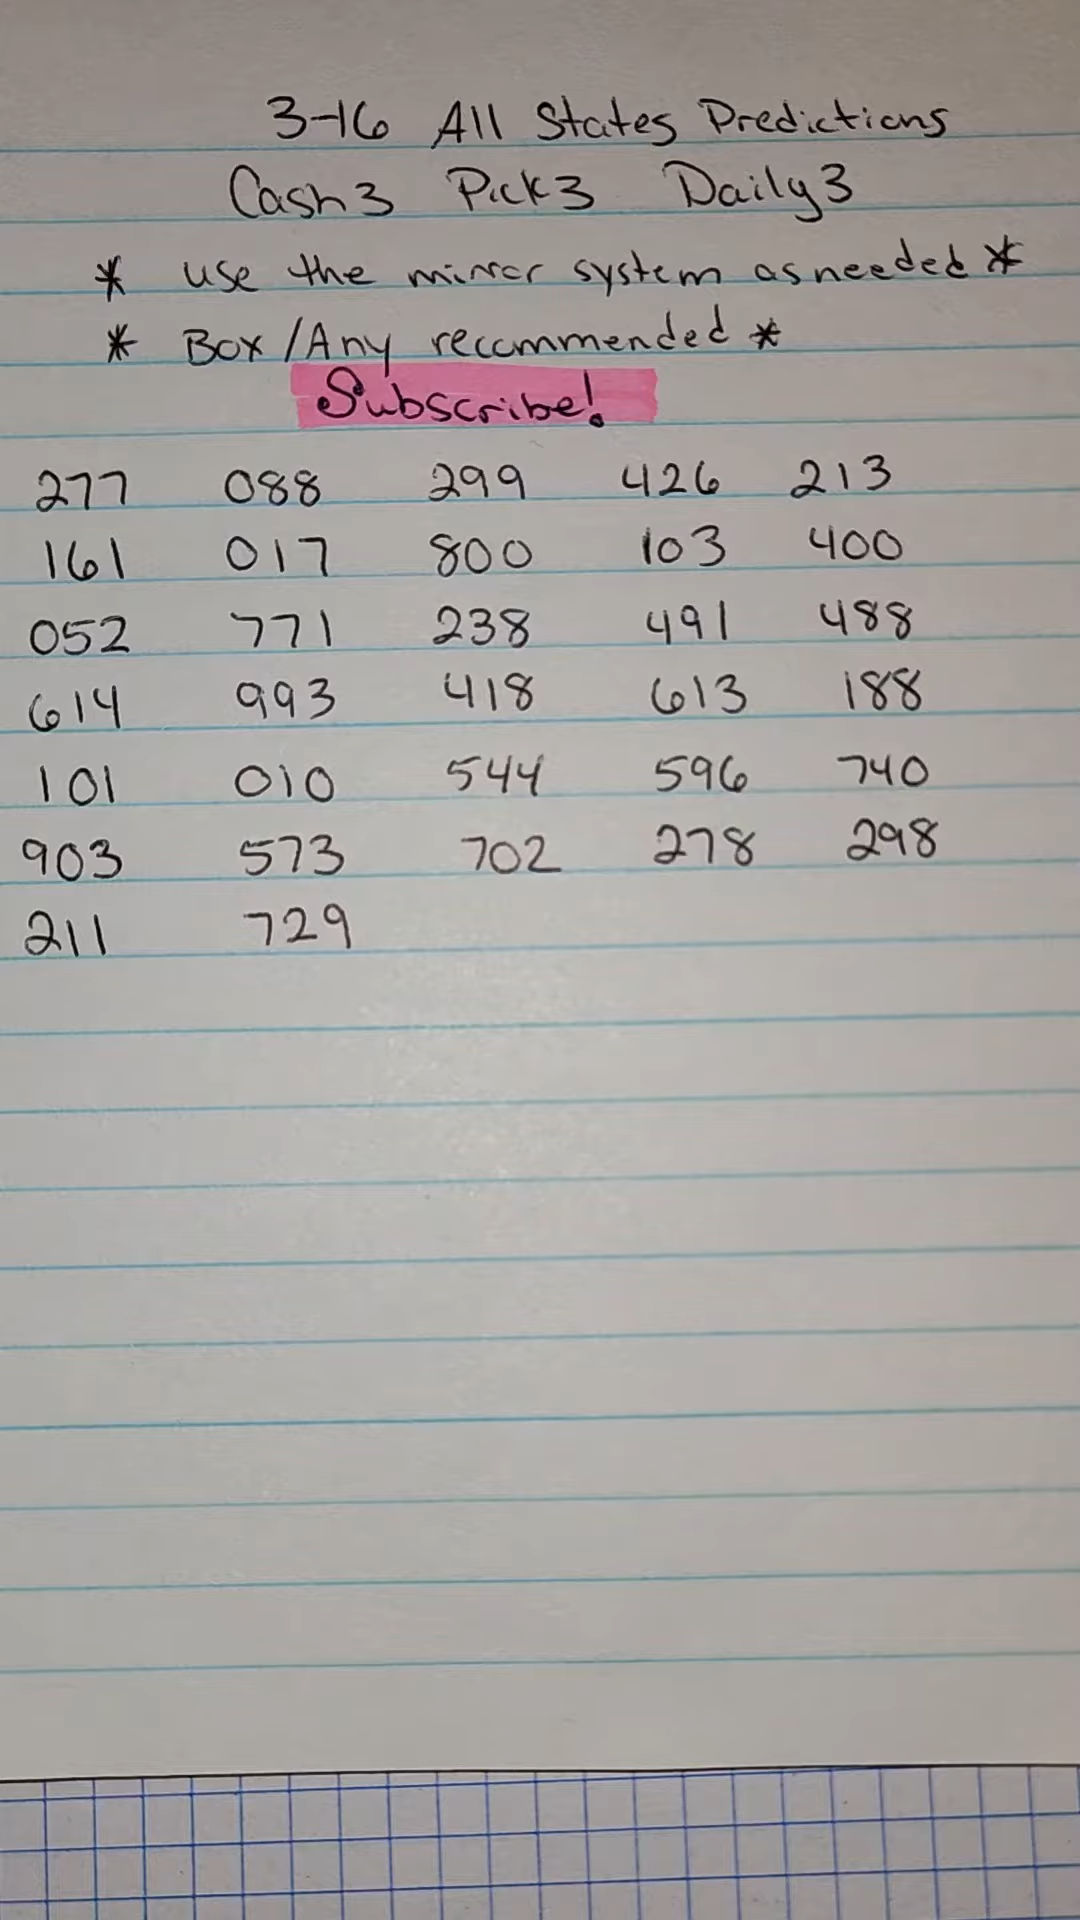 3-16 All States Predictions
Cash3 Pick3 Daily3
* use the mirror system as needed *
* Box/Any recommended *
Subscribe!
277 088 299 426 213
161 017 800 103 400
052 771 238 491 488
614 993 418 613 188
101 010 544 596 740
903 573 702 278 298
211 729